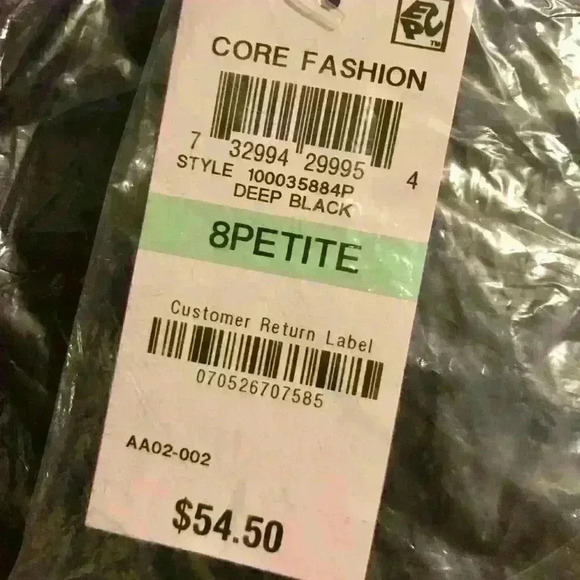 EPC™
CORE FASHION
7 32994 29995 4
STYLE 100035884P
DEEP BLACK
8PETITE
Customer Return Label
070526707585
AA02-002
$54.50